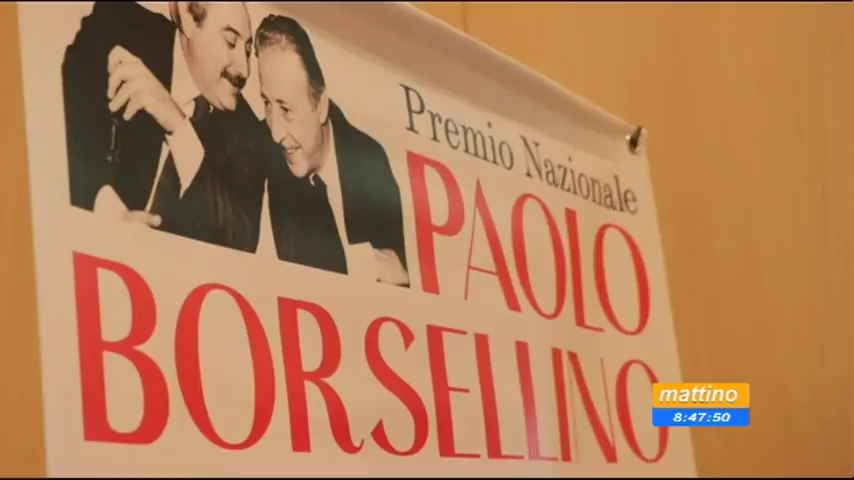 Premio Nazionale
PAOLO
BORSELLINO
mattino
8:47:50